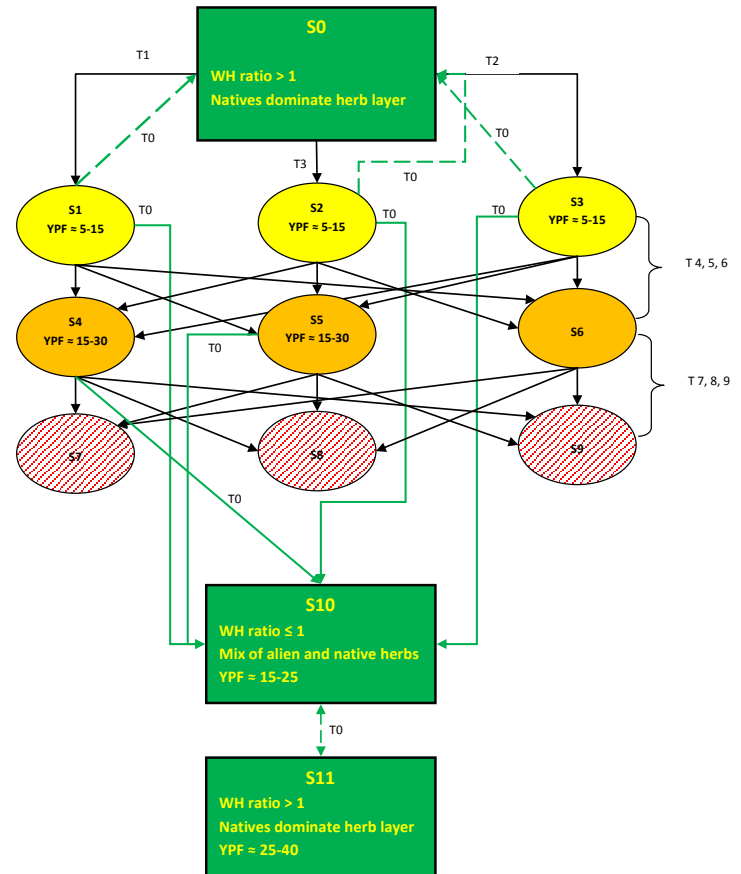 S0
WH ratio > 1
Natives dominate herb layer
T1
T2
T0
T0
T3
T0
S1
YPF ≈ 5-15
T0
S2
YPF ≈ 5-15
T0
S3
YPF ≈ 5-15
T0
T 4, 5, 6
S4
YPF ≈ 15-30
S5
YPF ≈ 15-30
S6
T0
T 7, 8, 9
S7
S8
S9
T0
S10
WH ratio ≤ 1
Mix of alien and native herbs
YPF ≈ 15-25
T0
S11
WH ratio > 1
Natives dominate herb layer
YPF ≈ 25-40